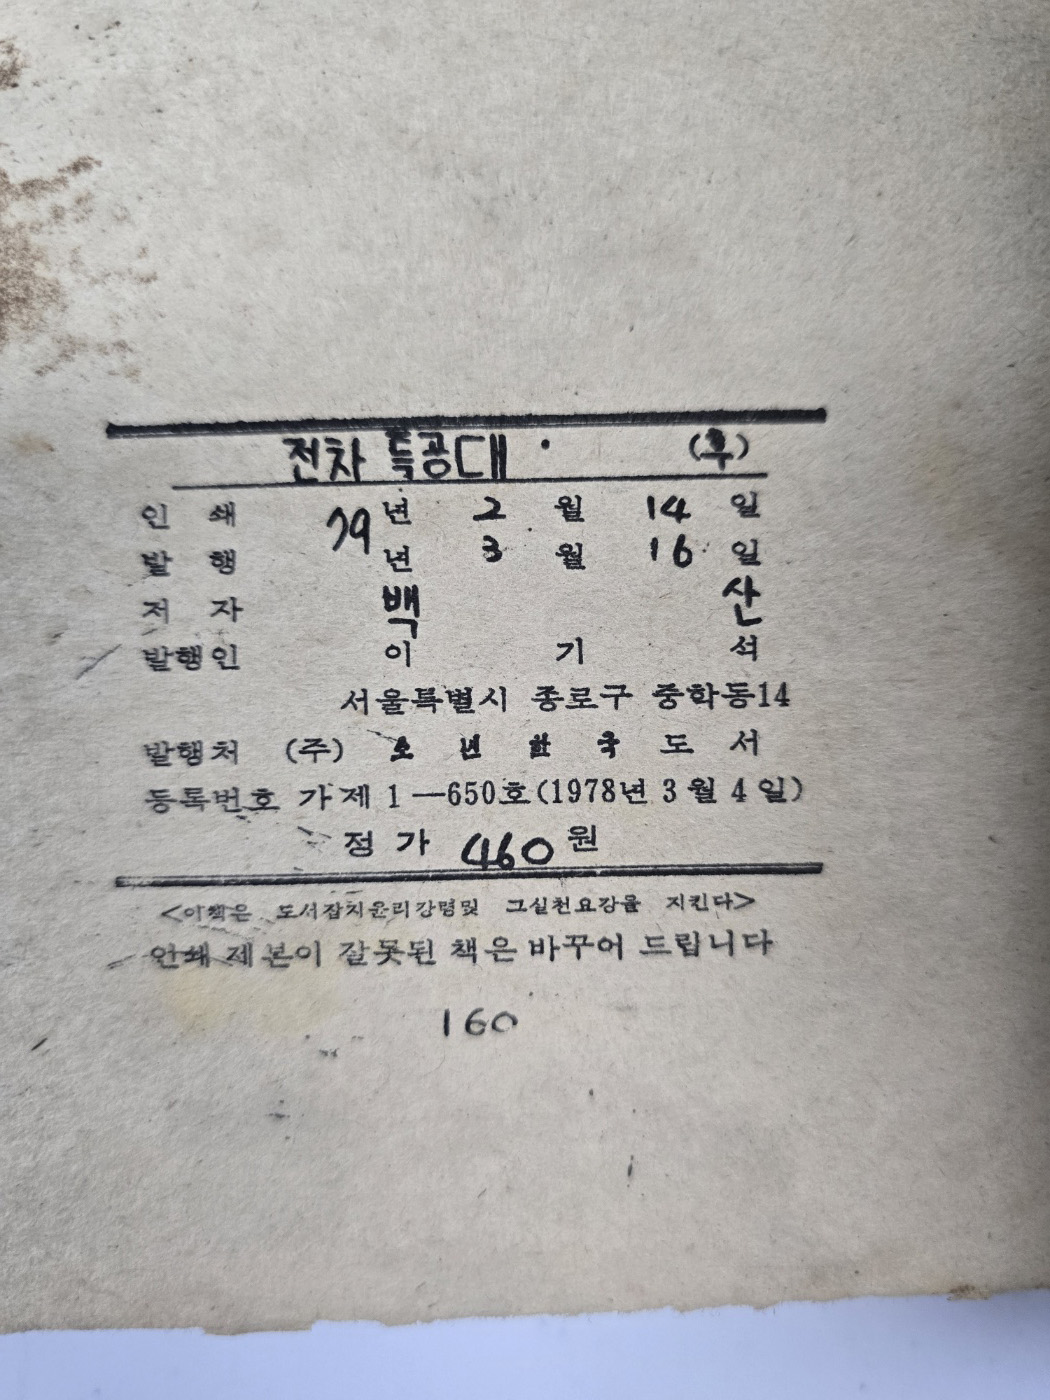 전차 특공대 . (후)
인 쇄 79년 2 월 14 일
발 행 년 3 월 16 일
저 자 백 산
발행인 이 기 석
서울특별시 종로구 중학동14
발행처 (주) 소 년 한 국 도 서
등록번호 가제 1—650호(1978년 3월 4일)
정 가 460원
<이책은 도서잡지윤리강령및 그실천요강을 지킨다>
인쇄 제본이 잘못된 책은 바꾸어 드립니다
160